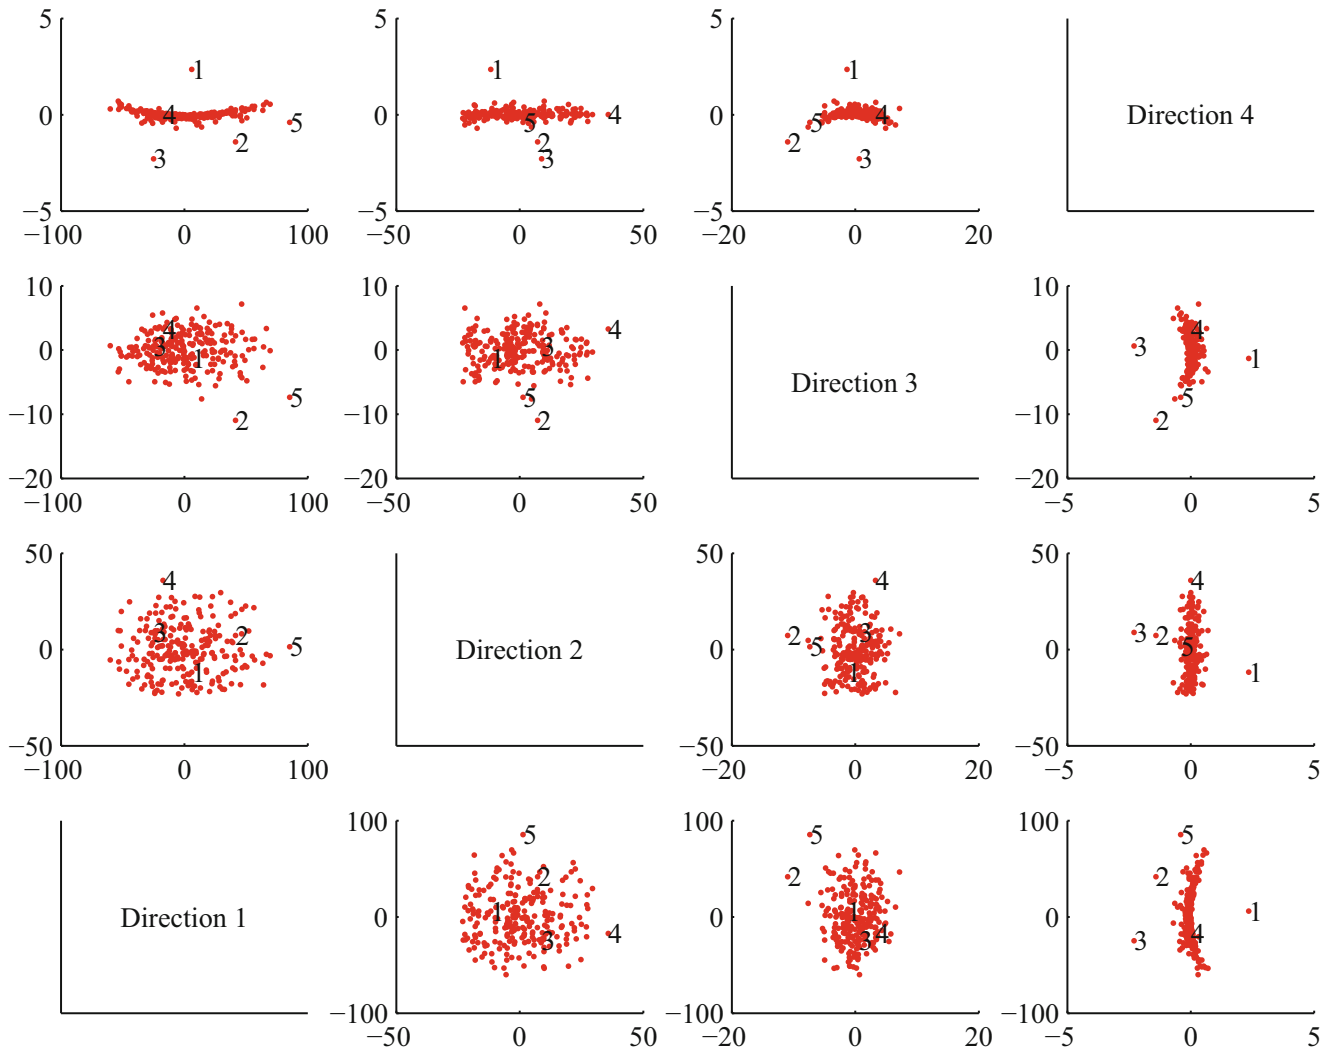 5 5 5
1 1 1
0 4 5 0 5 4 0 5 4 Direction 4
3 2 2 3 2 3
−5 −5 −5
−100 0 100 −50 0 50 −20 0 20
10 10 10
4 3 1 4 1 3 4 3 1
0 0 Direction 3 0
5 5 5
−10 2 −10 2 −10 2
−20 −20 −20
−100 0 100 −50 0 50 −5 0 5
50 50 50
4 4 4
3 2 5 2 5 3 3 2 5
0 1 Direction 2 0 1 0 1
−50 −50 −50
−100 0 100 −20 0 20 −5 0 5
100 100 100
5 5 5
2 2 2
Direction 1 0 1 4 0 1 4 0 4 1
3 3 3
−100 −100 −100
−50 0 50 −20 0 20 −5 0 5